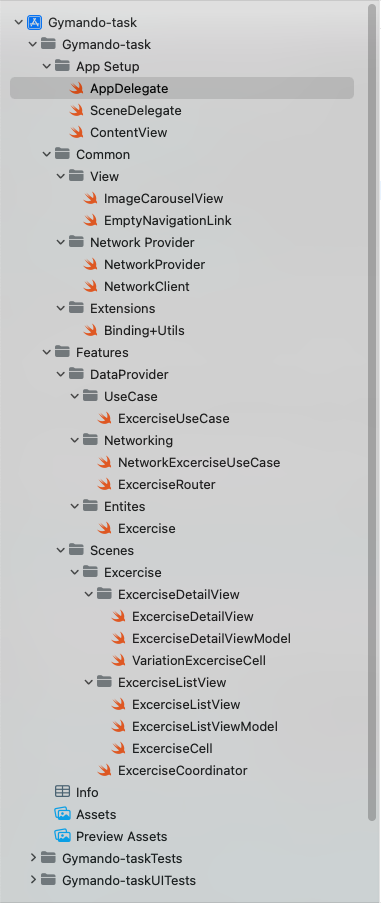 Gymando-task
Gymando-task
App Setup
AppDelegate
SceneDelegate
ContentView
Common
View
ImageCarouselView
EmptyNavigationLink
Network Provider
NetworkProvider
NetworkClient
Extensions
Binding+Utils
Features
DataProvider
UseCase
ExcerciseUseCase
Networking
NetworkExcerciseUseCase
ExcerciseRouter
Entites
Excercise
Scenes
Excercise
ExcerciseDetailView
ExcerciseDetailView
ExcerciseDetailViewModel
VariationExcerciseCell
ExcerciseListView
ExcerciseListView
ExcerciseListViewModel
ExcerciseCell
ExcerciseCoordinator
Info
Assets
Preview Assets
Gymando-taskTests
Gymando-taskUITests